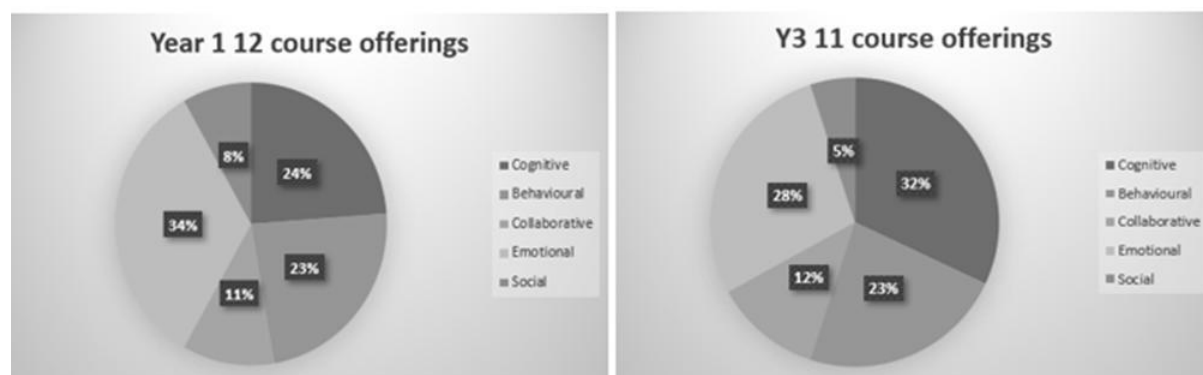 Year 1 12 course offerings
8%
24%
34%
23%
11%
Cognitive
Behavioural
Collaborative
Emotional
Social
Y3 11 course offerings
5%
32%
28%
12%
23%
Cognitive
Behavioural
Collaborative
Emotional
Social